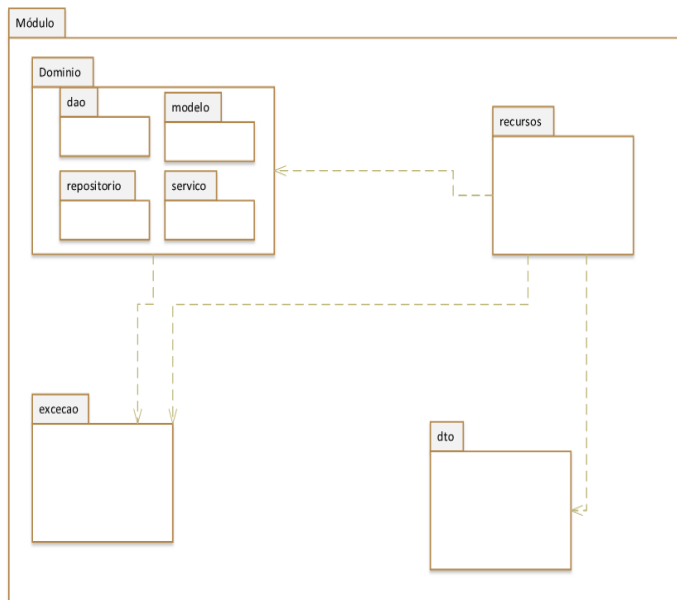 Módulo
Dominio
dao
modelo
recursos
repositorio
servico
excecao
dto